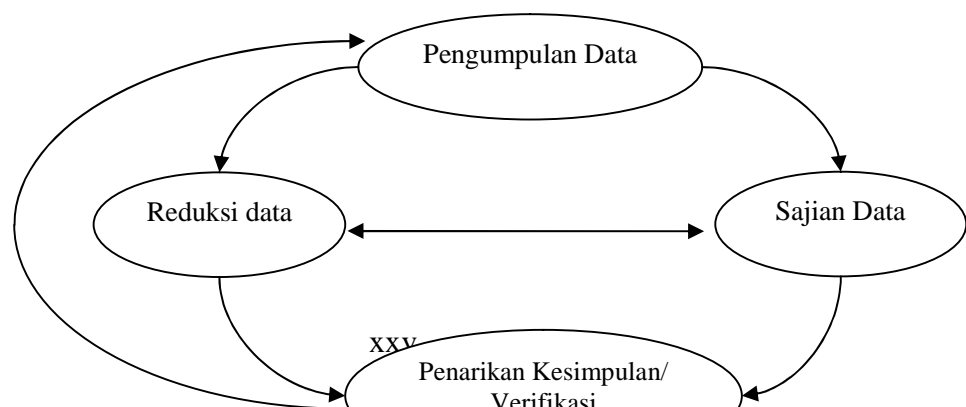 Pengumpulan Data
Reduksi data
Sajian Data
xxv
Penarikan Kesimpulan/
Verifikasi